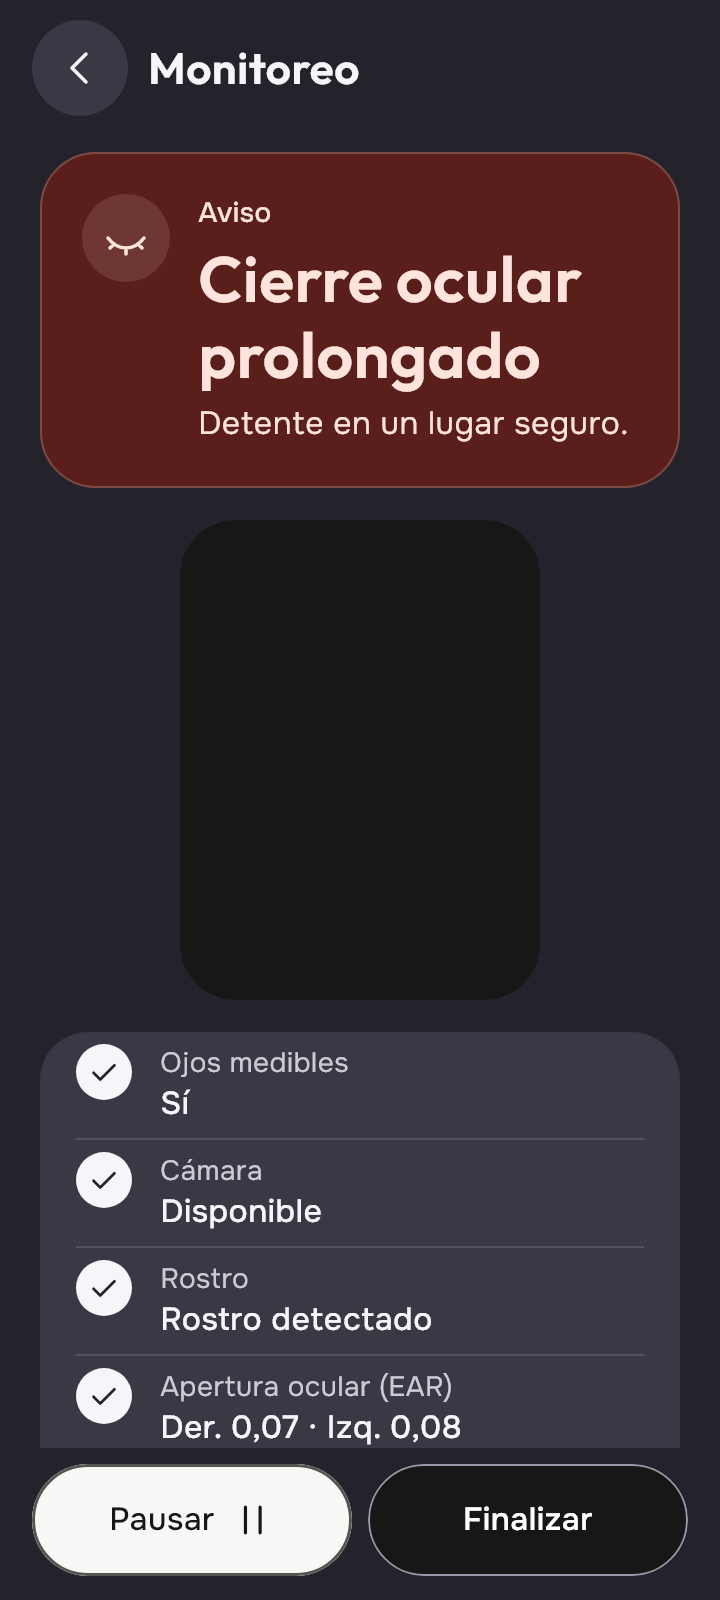 Monitoreo
Aviso
Cierre ocular
prolongado
Detente en un lugar seguro.
Ojos medibles
Sí
Cámara
Disponible
Rostro
Rostro detectado
Apertura ocular (EAR)
Der. 0,07 · Izq. 0,08
Pausar
Finalizar